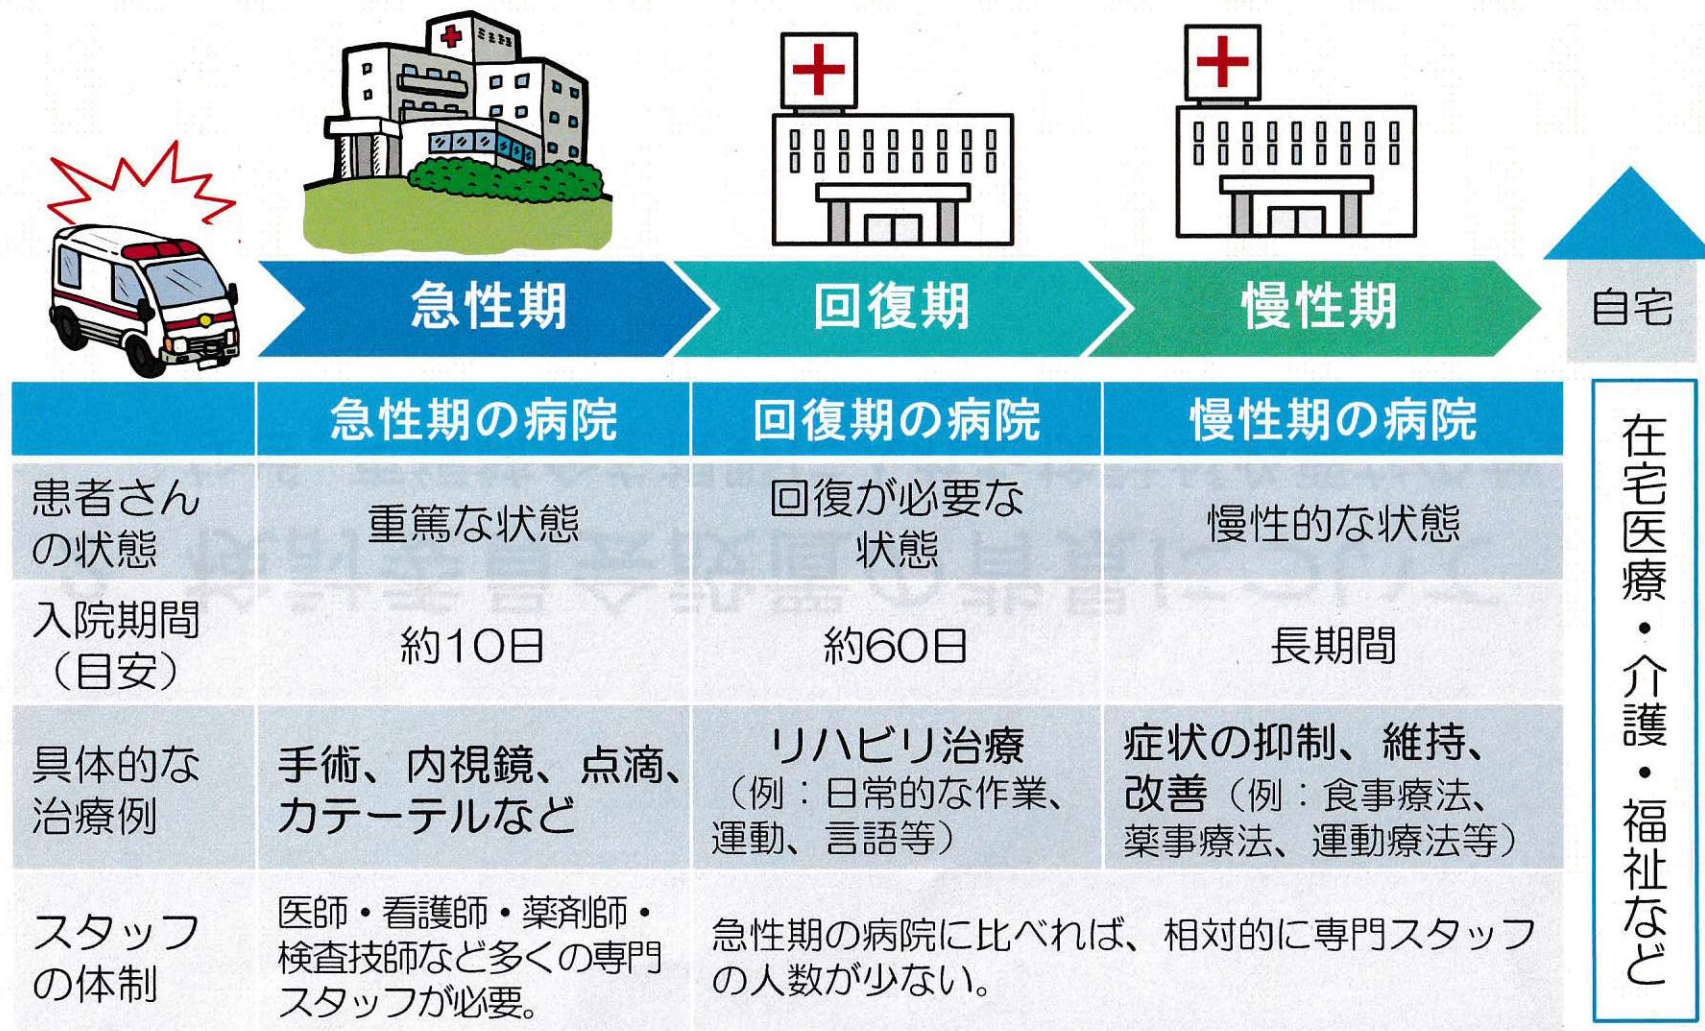 急性期
回復期
慢性期
自宅
急性期の病院
回復期の病院
慢性期の病院
患者さん
の状態
重篤な状態
回復が必要な
状態
慢性的な状態
入院期間
(目安)
約10日
約60日
長期間
具体的な
治療例
手術、内視鏡、点滴、
カテーテルなど
リハビリ治療
(例:日常的な作業、
運動、言語等)
症状の抑制、維持、
改善(例:食事療法、
薬事療法、運動療法等)
スタッフ
の体制
医師・看護師・薬剤師・
検査技師など多くの専門
スタッフが必要。
急性期の病院に比べれば、相対的に専門スタッフ
の人数が少ない。
在宅医療・介護・福祉など